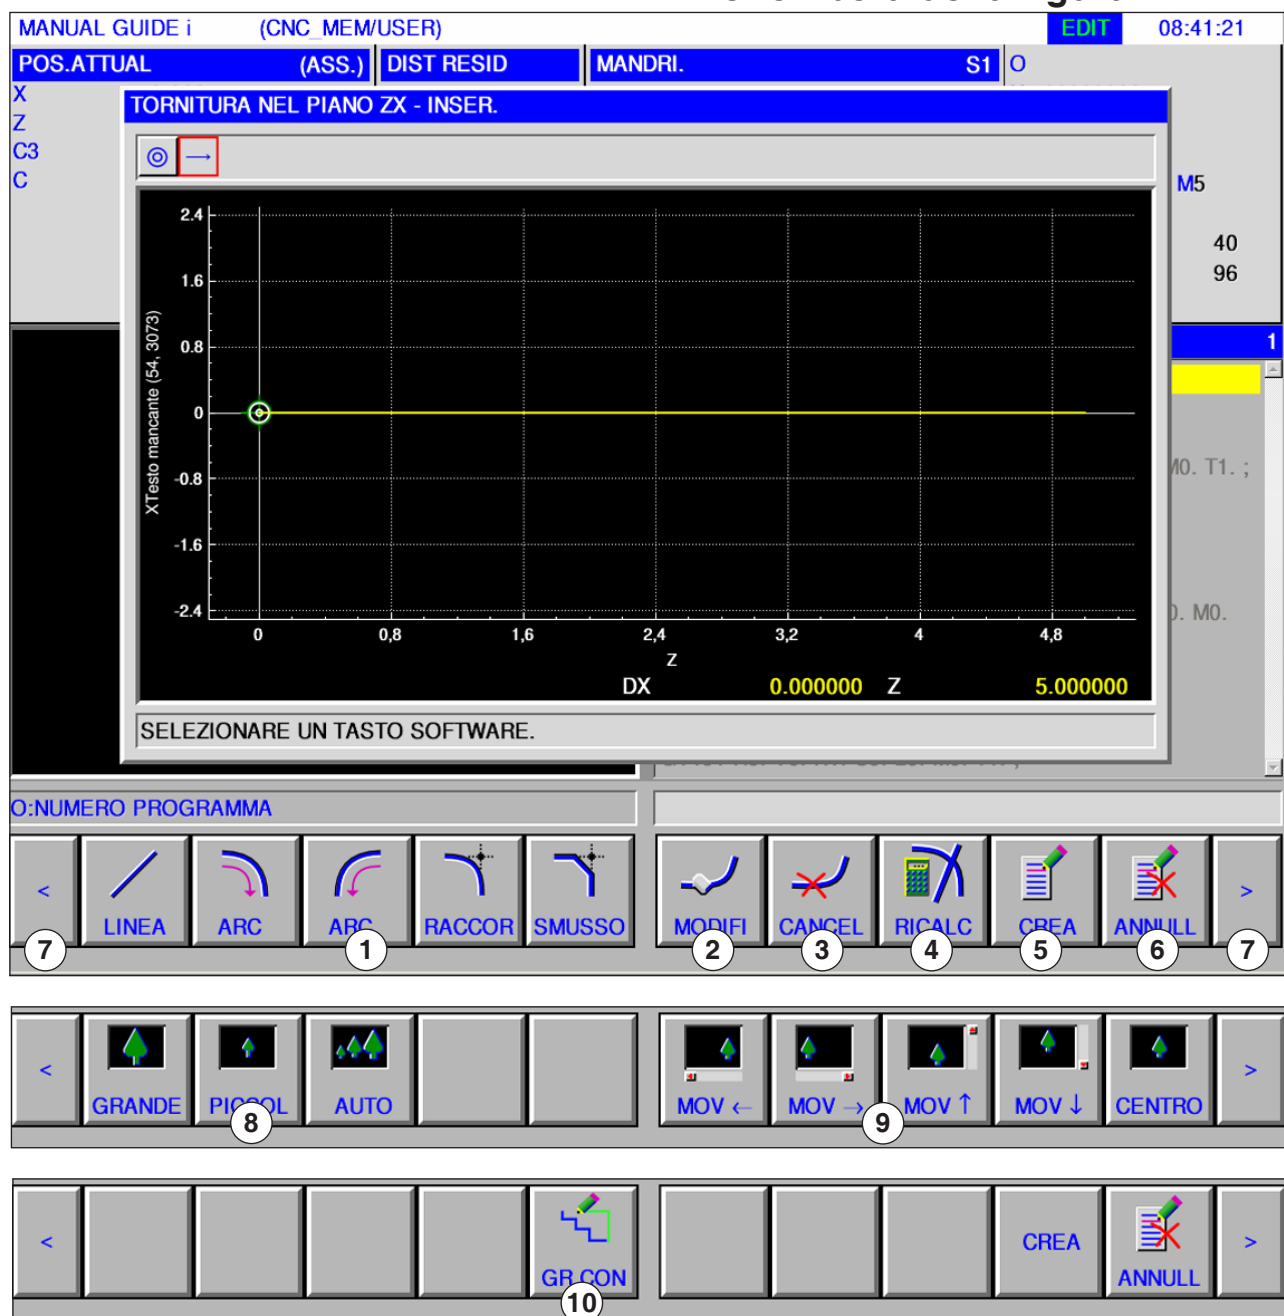 MANUAL GUIDE i (CNC_MEM/USER) EDIT 08:41:21
POS.ATTUAL (ASS.) DIST RESID MANDRI. S1 O
X
Z
C3
C
M5
40
96
1
TORNITURA NEL PIANO ZX - INSER.
2.4
1.6
0.8
0
-0.8
-1.6
-2.4
XTesto mancante (54, 3073)
0 0,8 1,6 2,4 3,2 4 4,8
Z
DX 0.000000 Z 5.000000
M0. T1. ;
0. M0.
SELEZIONARE UN TASTO SOFTWARE.
O:NUMERO PROGRAMMA
< LINEA ARC ARC RACCOR SMUSSO MODIFI CANCEL RICALC CREA ANNULL >
7 1 2 3 4 5 6 7
< GRANDE PICCOL AUTO MOV ← MOV → MOV ↑ MOV ↓ CENTRO >
8 9
< GR.CON CREA ANNULL >
10